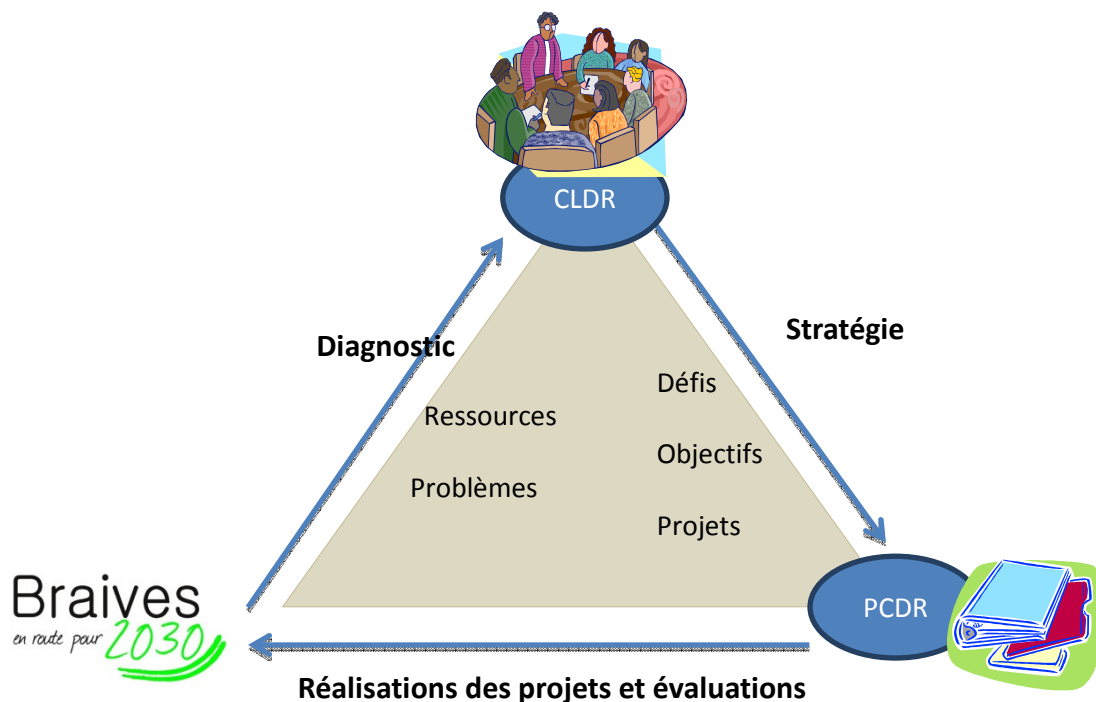 CLDR
Stratégie
Diagnostic
Défis
Ressources
Objectifs
Problèmes
Projets
Braives
en route pour 2030
PCDR
Réalisations des projets et évaluations